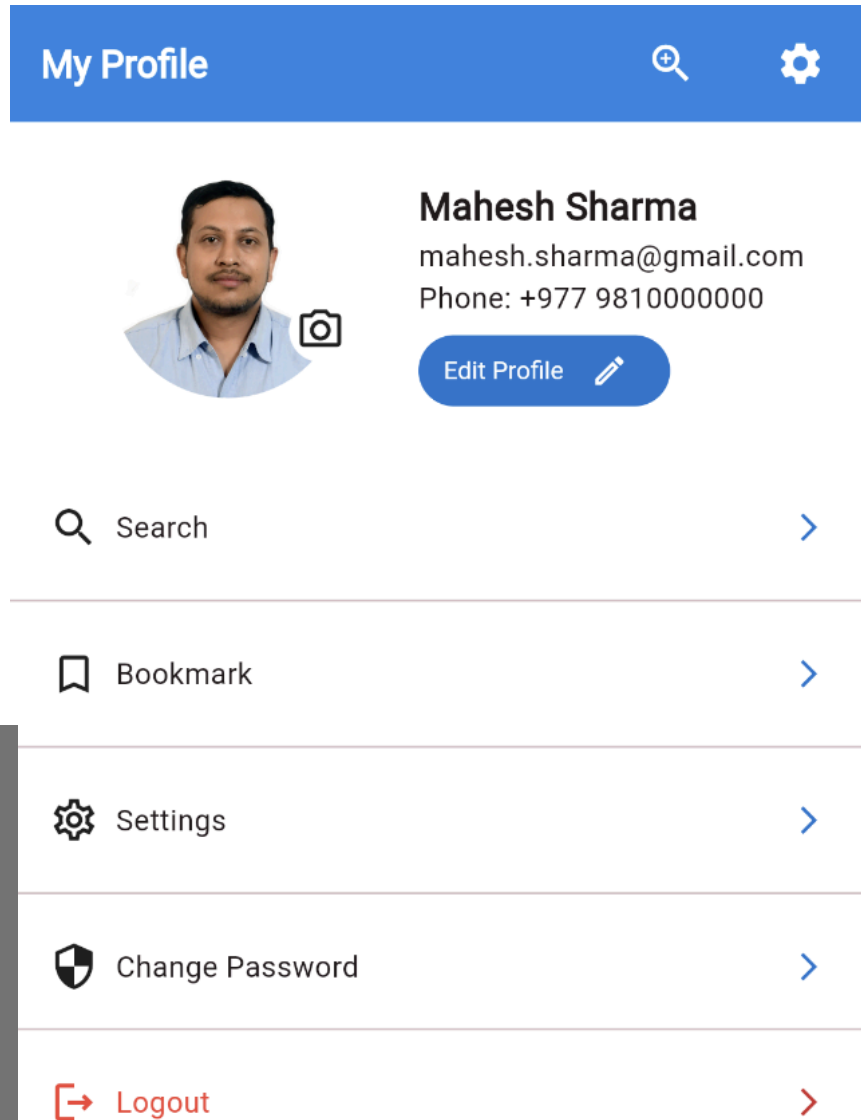 My Profile
Mahesh Sharma
mahesh.sharma@gmail.com
Phone: +977 9810000000
Edit Profile
Search
Bookmark
Settings
Change Password
Logout